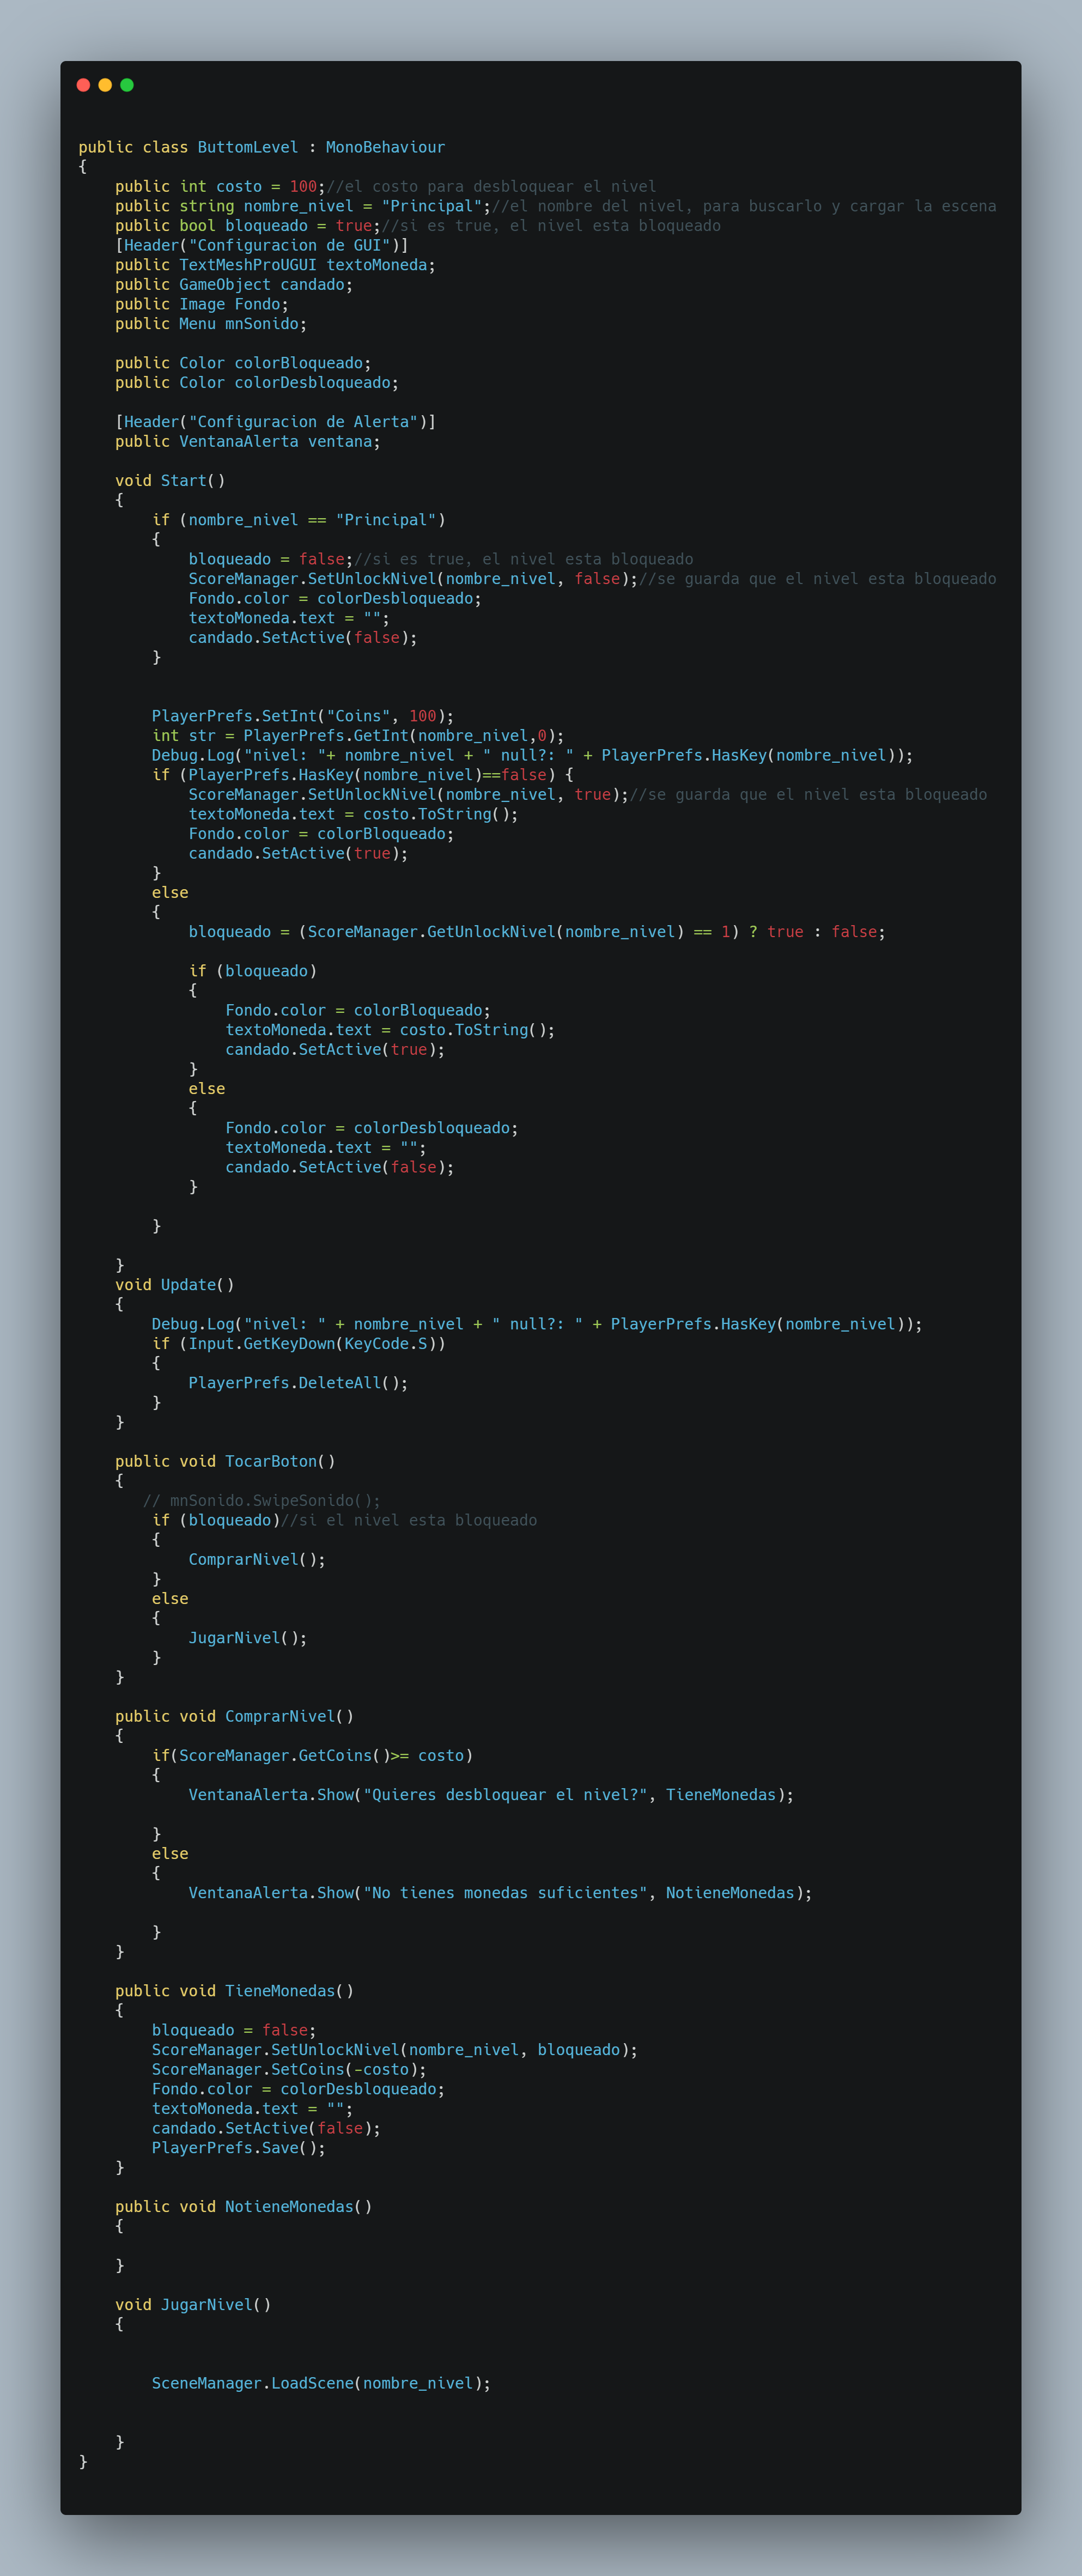 public class ButtomLevel : MonoBehaviour
{
    public int costo = 100;//el costo para desbloquear el nivel
    public string nombre_nivel = "Principal";//el nombre del nivel, para buscarlo y cargar la escena
    public bool bloqueado = true;//si es true, el nivel esta bloqueado
    [Header("Configuracion de GUI")]
    public TextMeshProUGUI textoMoneda;
    public GameObject candado;
    public Image Fondo;
    public Menu mnSonido;

    public Color colorBloqueado;
    public Color colorDesbloqueado;

    [Header("Configuracion de Alerta")]
    public VentanaAlerta ventana;

    void Start()
    {
        if (nombre_nivel == "Principal")
        {
            bloqueado = false;//si es true, el nivel esta bloqueado
            ScoreManager.SetUnlockNivel(nombre_nivel, false);//se guarda que el nivel esta bloqueado
            Fondo.color = colorDesbloqueado;
            textoMoneda.text = "";
            candado.SetActive(false);
        }


        PlayerPrefs.SetInt("Coins", 100);
        int str = PlayerPrefs.GetInt(nombre_nivel,0);
        Debug.Log("nivel: "+ nombre_nivel + " null?: " + PlayerPrefs.HasKey(nombre_nivel));
        if (PlayerPrefs.HasKey(nombre_nivel)==false) {
            ScoreManager.SetUnlockNivel(nombre_nivel, true);//se guarda que el nivel esta bloqueado
            textoMoneda.text = costo.ToString();
            Fondo.color = colorBloqueado;
            candado.SetActive(true);
        }
        else
        {
            bloqueado = (ScoreManager.GetUnlockNivel(nombre_nivel) == 1) ? true : false;

            if (bloqueado)
            {
                Fondo.color = colorBloqueado;
                textoMoneda.text = costo.ToString();
                candado.SetActive(true);
            }
            else
            {
                Fondo.color = colorDesbloqueado;
                textoMoneda.text = "";
                candado.SetActive(false);
            }

        }

    }
    void Update()
    {
        Debug.Log("nivel: " + nombre_nivel + " null?: " + PlayerPrefs.HasKey(nombre_nivel));
        if (Input.GetKeyDown(KeyCode.S))
        {
            PlayerPrefs.DeleteAll();
        }
    }

    public void TocarBoton()
    {
       // mnSonido.SwipeSonido();
        if (bloqueado)//si el nivel esta bloqueado
        {
            ComprarNivel();
        }
        else
        {
            JugarNivel();
        }
    }

    public void ComprarNivel()
    {
        if(ScoreManager.GetCoins()>= costo)
        {
            VentanaAlerta.Show("Quieres desbloquear el nivel?", TieneMonedas);

        }
        else
        {
            VentanaAlerta.Show("No tienes monedas suficientes", NotieneMonedas);

        }
    }

    public void TieneMonedas()
    {
        bloqueado = false;
        ScoreManager.SetUnlockNivel(nombre_nivel, bloqueado);
        ScoreManager.SetCoins(-costo);
        Fondo.color = colorDesbloqueado;
        textoMoneda.text = "";
        candado.SetActive(false);
        PlayerPrefs.Save();
    }

    public void NotieneMonedas()
    {

    }

    void JugarNivel()
    {


        SceneManager.LoadScene(nombre_nivel);


    }
}